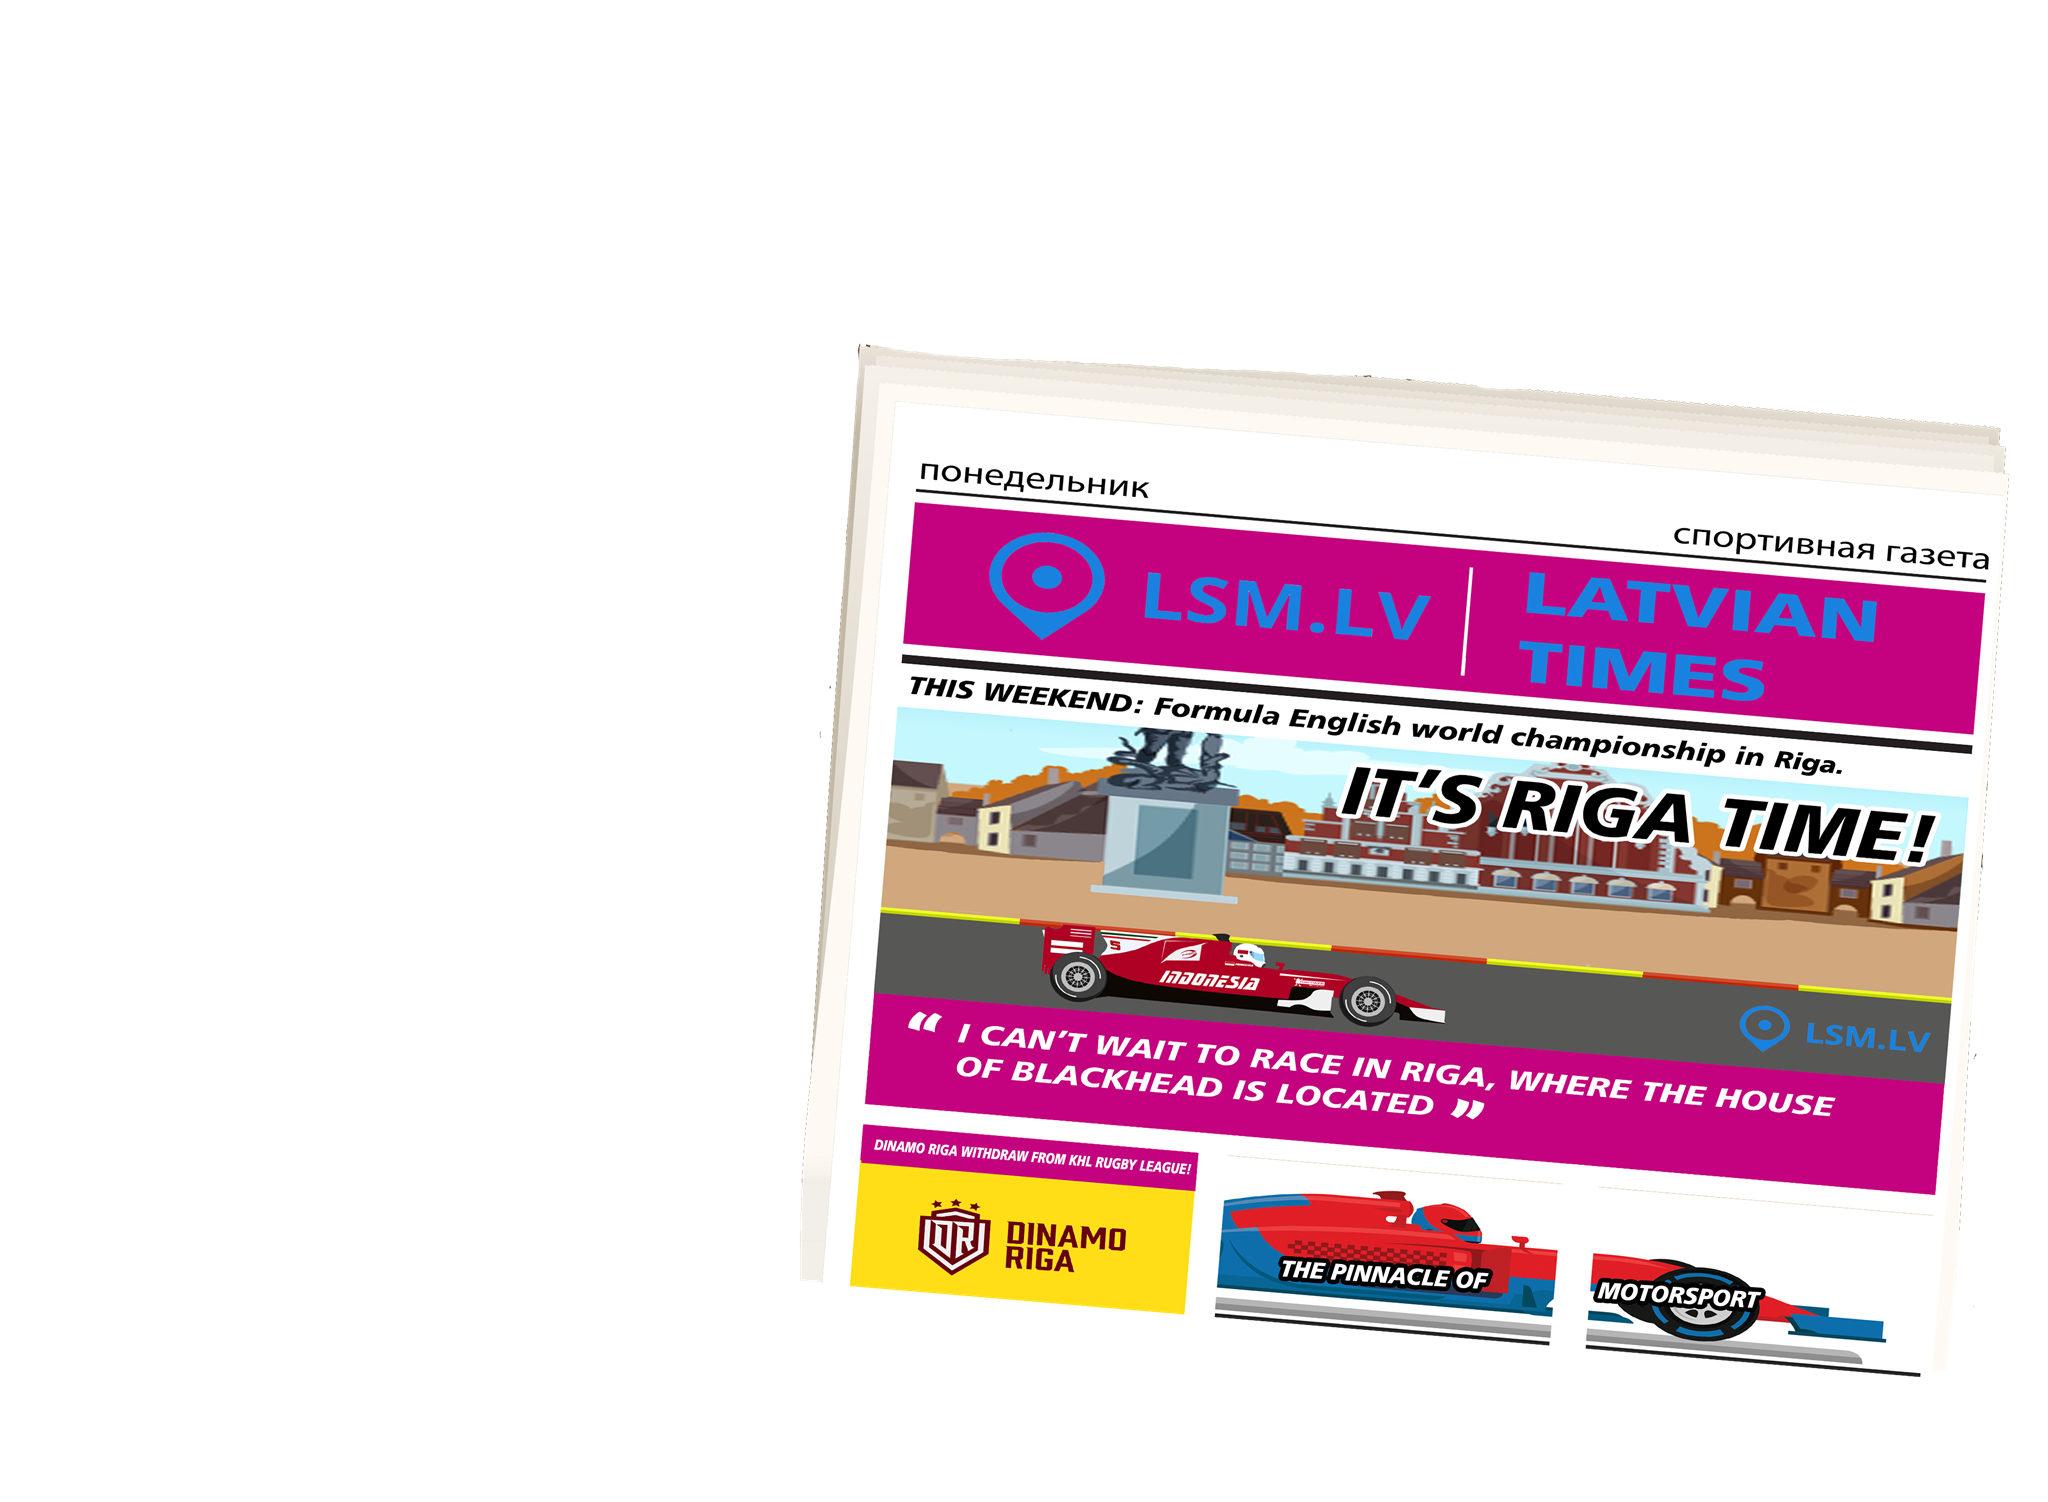 понедельник
спортивная газета
LSM.LV
LATVIAN
TIMES
THIS WEEKEND: Formula English world championship in Riga.
IT'S RIGA TIME!
5
INDONESIA
LSM.LV
“ I CAN'T WAIT TO RACE IN RIGA, WHERE THE HOUSE
OF BLACKHEAD IS LOCATED ”
DINAMO RIGA WITHDRAW FROM KHL RUGBY LEAGUE!
DR
DINAMO
RIGA
THE PINNACLE OF
MOTORSPORT